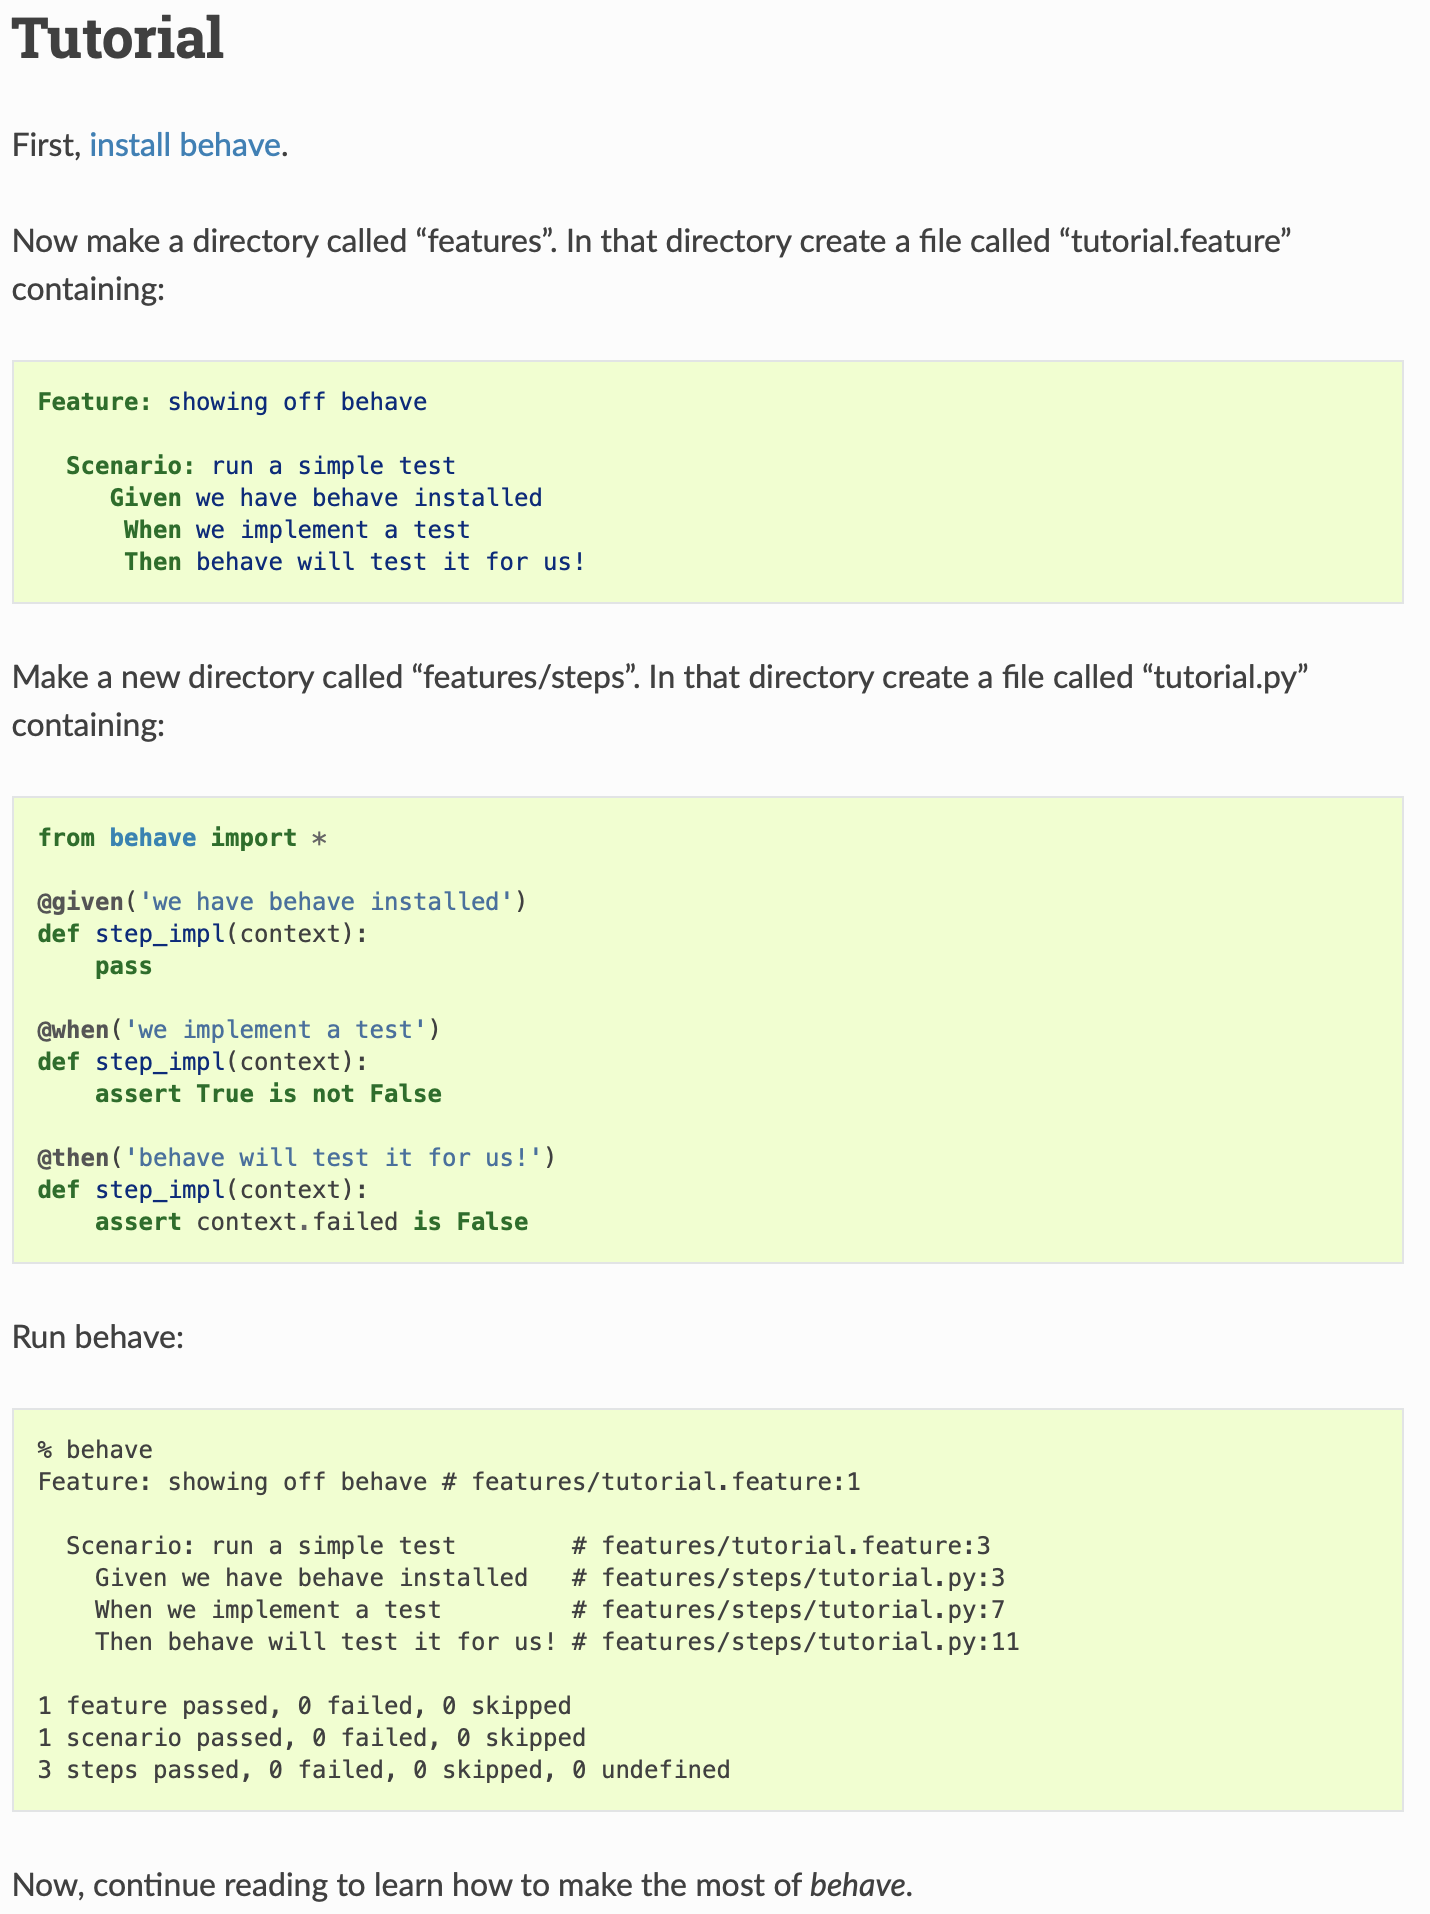 Tutorial
First, install behave.
Now make a directory called “features”. In that directory create a file called “tutorial.feature”
containing:
Feature: showing off behave
  Scenario: run a simple test
     Given we have behave installed
      When we implement a test
      Then behave will test it for us!
Make a new directory called “features/steps”. In that directory create a file called “tutorial.py”
containing:
from behave import *
@given('we have behave installed')
def step_impl(context):
    pass
@when('we implement a test')
def step_impl(context):
    assert True is not False
@then('behave will test it for us!')
def step_impl(context):
    assert context.failed is False
Run behave:
% behave
Feature: showing off behave # features/tutorial.feature:1
  Scenario: run a simple test        # features/tutorial.feature:3
    Given we have behave installed   # features/steps/tutorial.py:3
    When we implement a test         # features/steps/tutorial.py:7
    Then behave will test it for us! # features/steps/tutorial.py:11
1 feature passed, 0 failed, 0 skipped
1 scenario passed, 0 failed, 0 skipped
3 steps passed, 0 failed, 0 skipped, 0 undefined
Now, continue reading to learn how to make the most of behave.